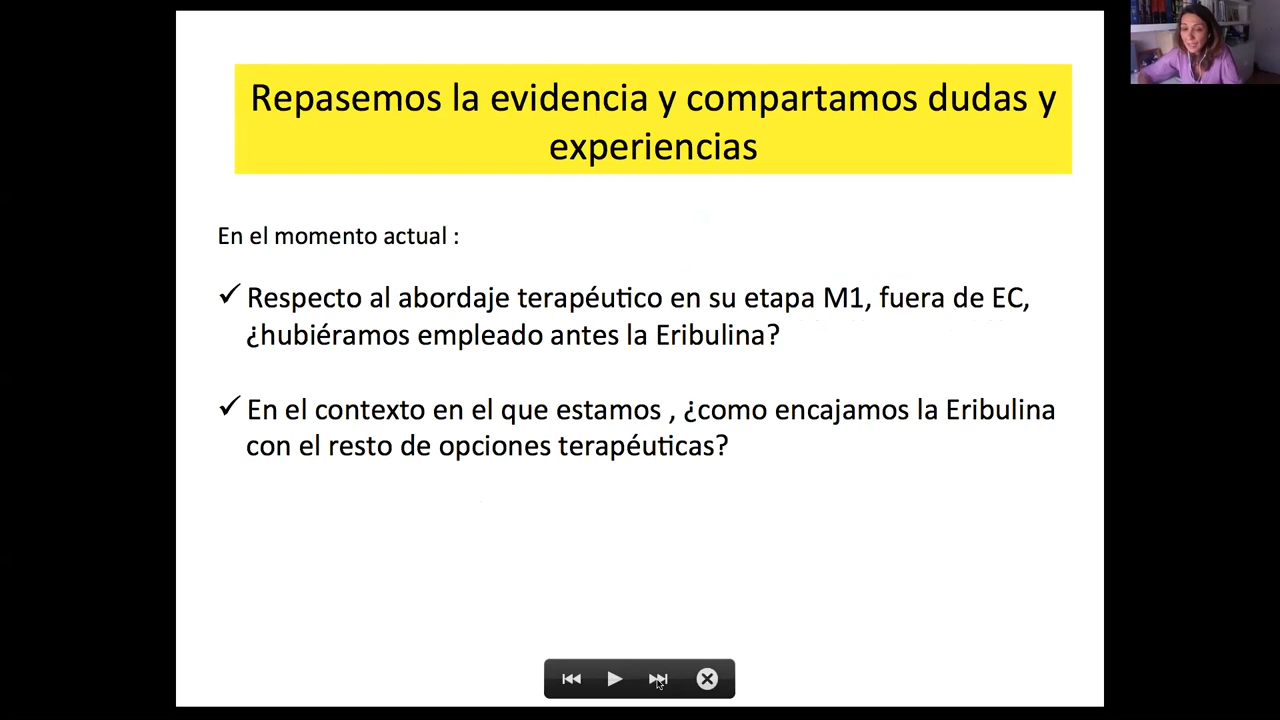 Repasemos la evidencia y compartamos dudas y
experiencias
En el momento actual :
✓ Respecto al abordaje terapéutico en su etapa M1, fuera de EC,
¿hubiéramos empleado antes la Eribulina?
✓ En el contexto en el que estamos , ¿como encajamos la Eribulina
con el resto de opciones terapéuticas?